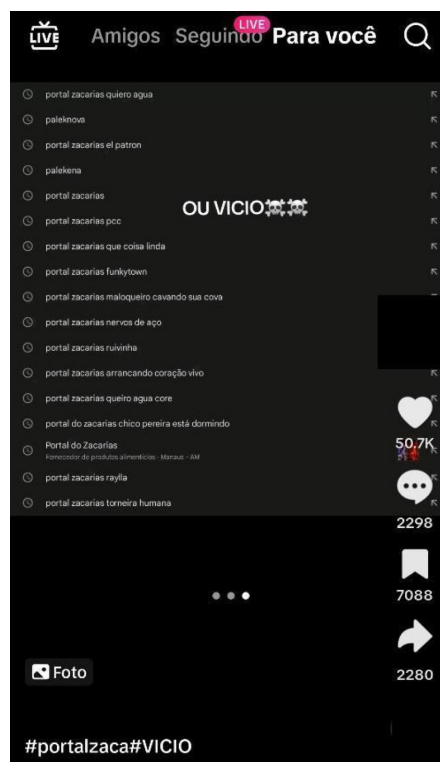 LIVE Amigos Seguindo LIVE Para você
portal zacarias quiero agua
paleknova
portal zacarias el patron
palekena
portal zacarias
OU VICIO☠️☠️
portal zacarias pcc
portal zacarias que coisa linda
portal zacarias funkytown
portal zacarias maloqueiro cavando sua cova
portal zacarias nervos de aço
portal zacarias ruivinha
portal zacarias arrancando coração vivo
portal zacarias queiro agua core
portal do zacarias chico pereira está dormindo
Portal do Zacarias
Fornecedor de produtos alimentícios - Manaus - AM
50.7K
portal zacarias raylla
portal zacarias torneira humana
2298
7088
Foto
2280
#portalzaca#VICIO